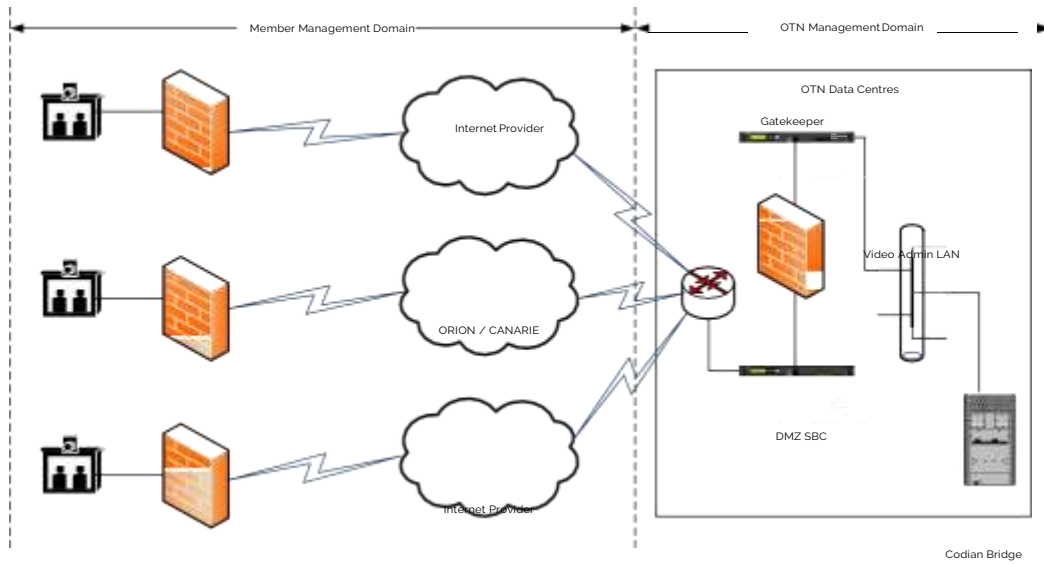 Member Management Domain
OTN Management Domain
OTN Data Centres
Gatekeeper
Internet Provider
Video Admin LAN
ORION / CANARIE
DMZ SBC
Internet Provider
Codian Bridge